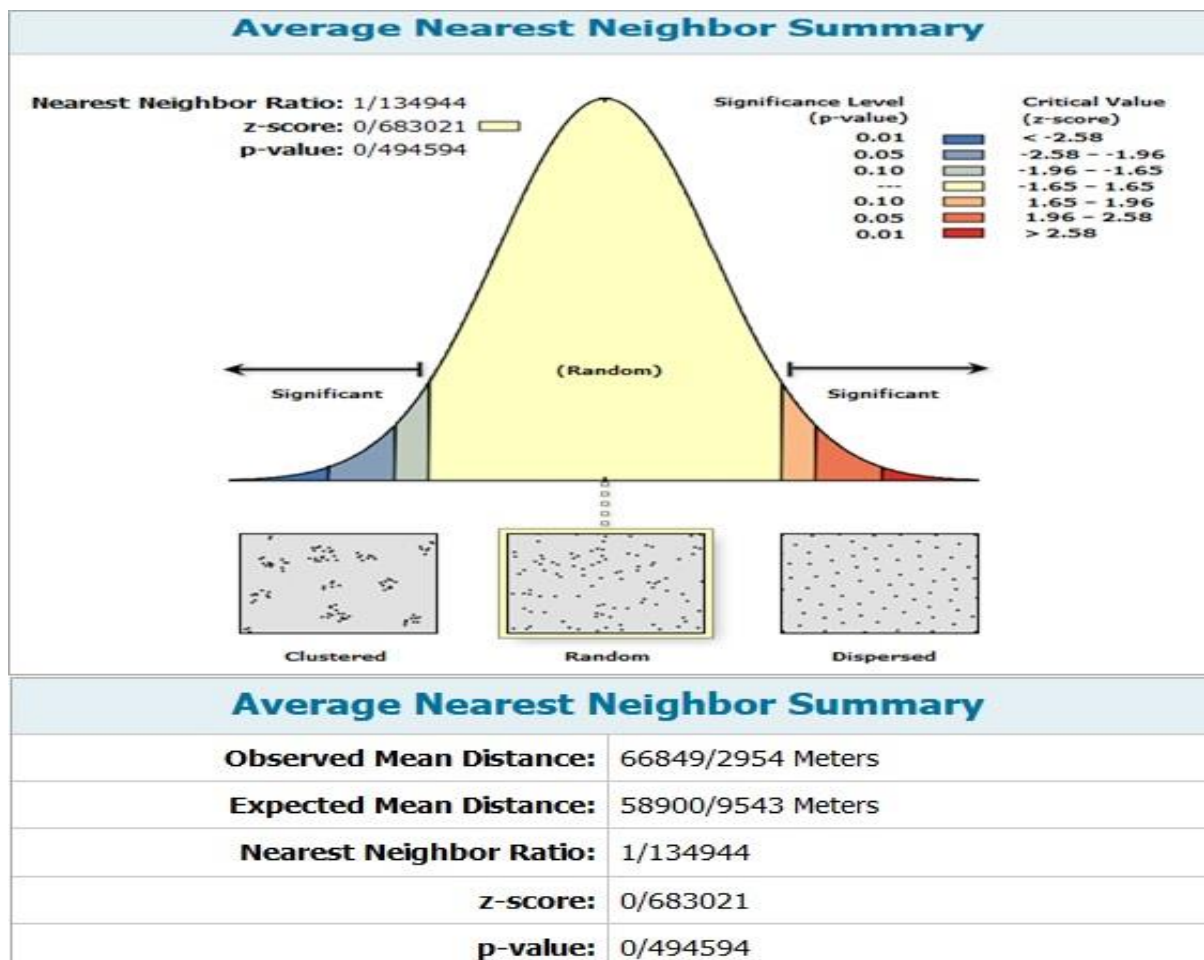 Average Nearest Neighbor Summary
Nearest Neighbor Ratio: 1/134944
z-score: 0/683021
p-value: 0/494594
Significance Level (p-value)
Critical Value (z-score)
0.01 < -2.58
0.05 -2.58 – -1.96
0.10 -1.96 – -1.65
--- -1.65 – 1.65
0.10 1.65 – 1.96
0.05 1.96 – 2.58
0.01 > 2.58
(Random)
Significant
Significant
Clustered
Random
Dispersed
Average Nearest Neighbor Summary
Observed Mean Distance: 66849/2954 Meters
Expected Mean Distance: 58900/9543 Meters
Nearest Neighbor Ratio: 1/134944
z-score: 0/683021
p-value: 0/494594